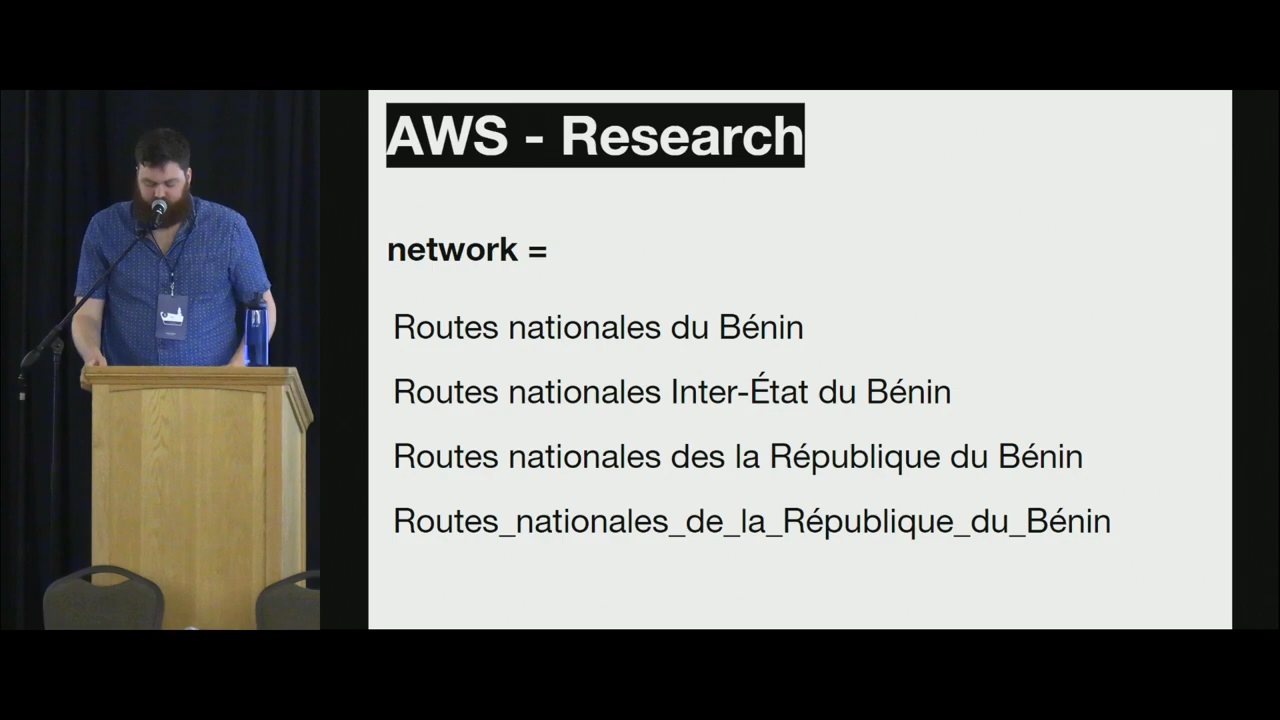 AWS - Research
network =
Routes nationales du Bénin
Routes nationales Inter-État du Bénin
Routes nationales des la République du Bénin
Routes_nationales_de_la_République_du_Bénin